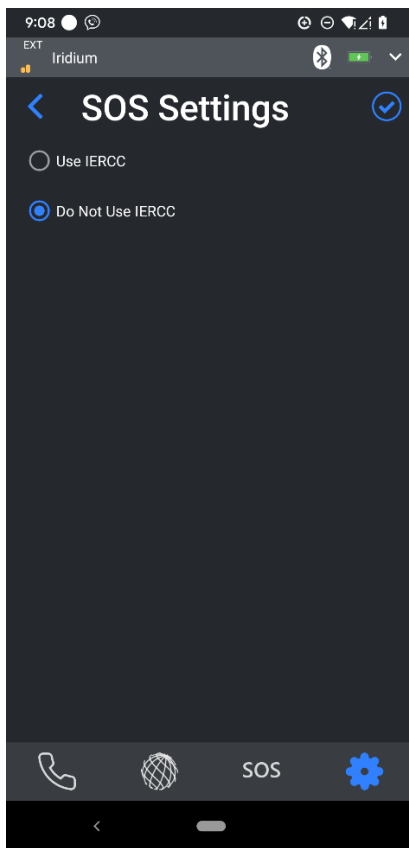 9:08
EXT
Iridium
SOS Settings
Use IERCC
Do Not Use IERCC
SOS